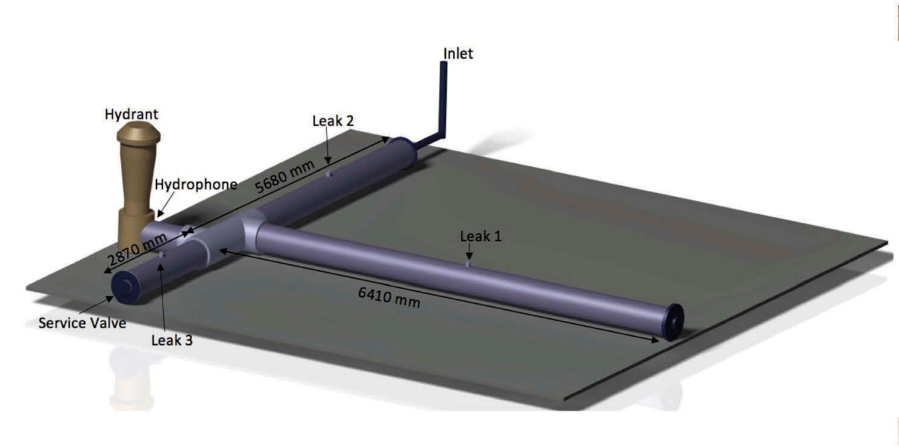 Inlet
Hydrant
Leak 2
5680 mm
Hydrophone
2870 mm
Leak 1
6410 mm
Service Valve
Leak 3